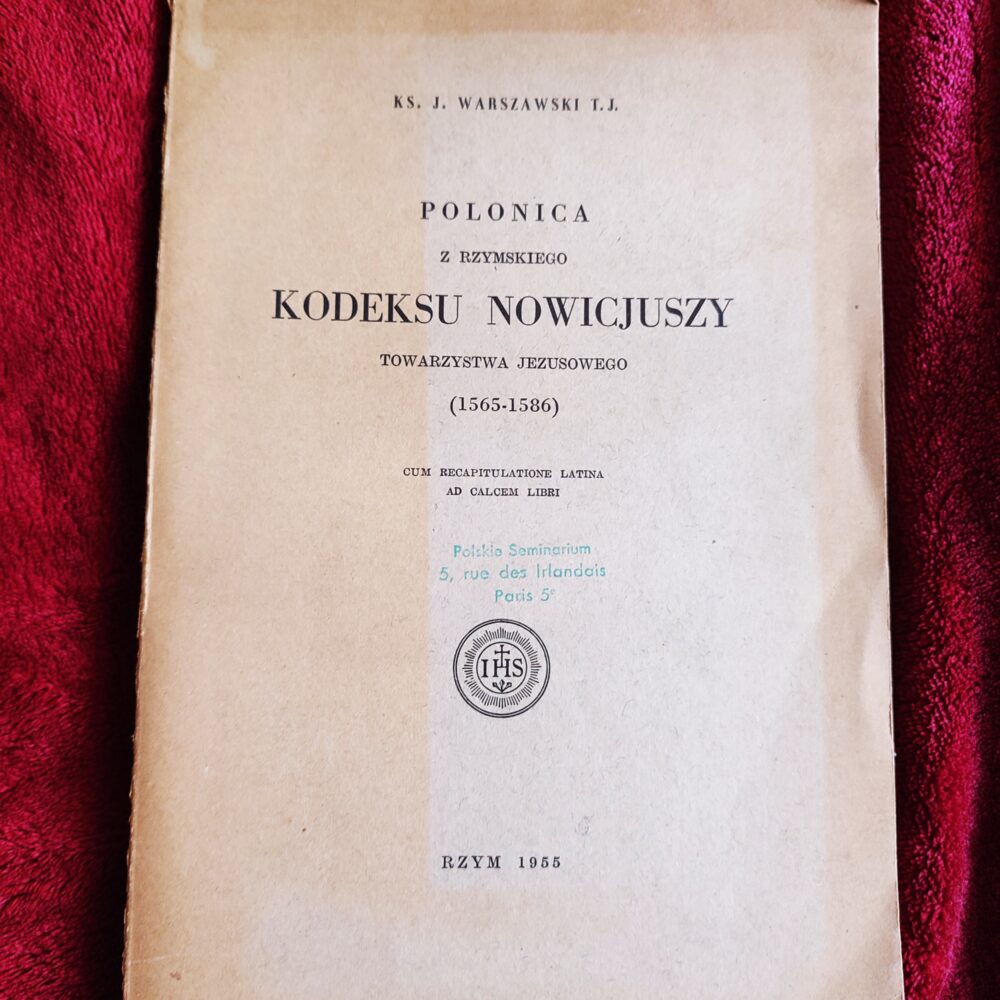 KS. J. WARSZAWSKI T.J.
POLONICA
Z RZYMSKIEGO
KODEKSU NOWICJUSZY
TOWARZYSTWA JEZUSOWEGO
(1565-1586)
CUM RECAPITULATIONE LATINA
AD CALCEM LIBRI
Polskie Seminarium
5, rue des Irlandais
Paris 5e
IHS
RZYM 1955